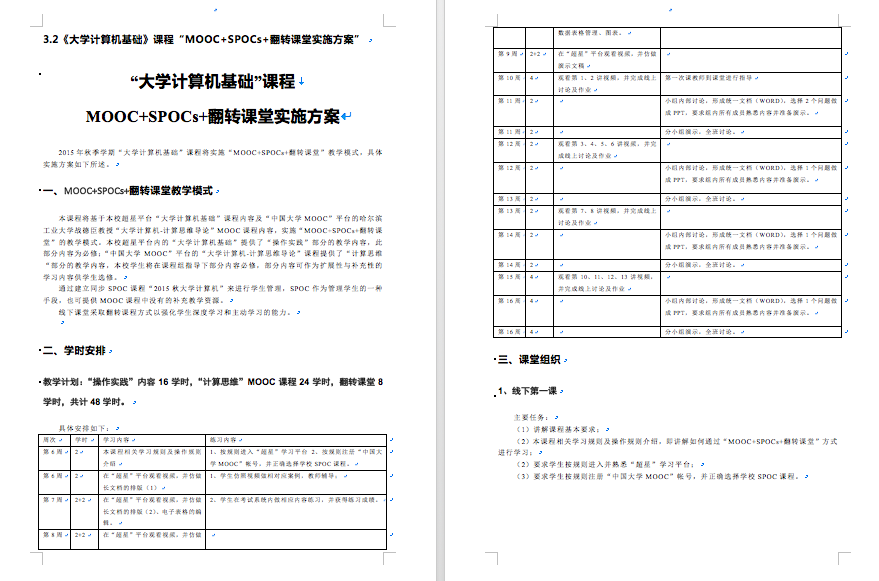 3.2《大学计算机基础》课程“MOOC+SPOCs+翻转课堂实施方案”
“大学计算机基础”课程
MOOC+SPOCs+翻转课堂实施方案
2015 年秋季学期“大学计算机基础”课程将实施“MOOC+SPOCs+翻转课堂”教学模式，具体
实施方案如下所述。
一、MOOC+SPOCs+翻转课堂教学模式
本课程将基于本校超星平台“大学计算机基础”课程内容及“中国大学 MOOC”平台的哈尔滨
工业大学战德臣教授“大学计算机-计算思维导论”MOOC 课程内容，实施“MOOC+SPOCs+翻转课
堂”的教学模式。本校超星平台内的“大学计算机基础”提供了“操作实践”部分的教学内容，此
部分内容为必修；“中国大学 MOOC”平台的“大学计算机-计算思维导论”课程提供了“计算思维
“部分的教学内容，本校学生将在课程组指导下部分内容必修，部分内容可作为扩展性与补充性的
学习内容供学生选修。
通过建立同步 SPOC 课程“2015 秋大学计算机”来进行学生管理，SPOC 作为管理学生的一种
手段，也可提供 MOOC 课程中没有的补充教学资源。
线下课堂采取翻转课程方式以强化学生深度学习和主动学习的能力。
二、学时安排
教学计划：“操作实践”内容 16 学时，“计算思维”MOOC 课程 24 学时，翻转课堂 8
学时，共计 48 学时。
具体安排如下：
周次 学时 学习内容 练习内容
第 6 周 2 本课程相关学习规则及操作规则 1、按规则进入“超星”学习平台 2、按规则注册“中国大
介绍 学 MOOC”帐号，并正确选择学校 SPOC 课程。
第 6 周 2 在“超星”平台观看视频，并仿做 1、学生仿照视频做相对应案例，教师辅导。
长文档的排版（1）
第 7 周 2+2 在“超星”平台观看视频，并仿做 2、学生在考试系统内做相应内容练习，并获得练习成绩。
长文档的排版（2）、电子表格的编
辑。
第 8 周 2+2 在“超星”平台观看视频，并仿做
数据表格管理、图表。
第 9 周 2+2 在“超星”平台观看视频，并仿做
演示文稿
第 10 周 4 观看第 1、2 讲视频，并完成线上 第一次课教师到课堂进行指导
讨论及作业
第 11 周 2 小组内部讨论，形成统一文档（WORD），选择 2 个问题做
成 PPT，要求组内所有成员熟悉内容并准备演示。
第 11 周 2 分小组演示，全班讨论。
第 12 周 2 观看第 3、4、5、6 讲视频，并完
成线上讨论及作业
第 12 周 2 小组内部讨论，形成统一文档（WORD），选择 1 个问题做
成 PPT，要求组内所有成员熟悉内容并准备演示。
第 13 周 2 分小组演示，全班讨论。
第 13 周 2 观看第 7、8 讲视频，并完成线上
讨论及作业
第 14 周 2 小组内部讨论，形成统一文档（WORD），选择 1 个问题做
成 PPT，要求组内所有成员熟悉内容并准备演示。
第 14 周 2 分小组演示，全班讨论。
第 15 周 4 观看第 10、11、12、13 讲视频，
并完成线上讨论及作业
第 16 周 4 小组内部讨论，形成统一文档（WORD），选择 1 个问题做
成 PPT，要求组内所有成员熟悉内容并准备演示。
第 16 周 4 分小组演示，全班讨论。
三、课堂组织
1、线下第一课
主要任务：
（1）讲解课程基本要求；
（2）本课程相关学习规则及操作规则介绍，即讲解如何通过“MOOC+SPOCs+翻转课堂”方式
进行学习；
（2）要求学生按规则进入并熟悉“超星”学习平台；
（3）要求学生按规则注册“中国大学 MOOC”帐号，并正确选择学校 SPOC 课程。